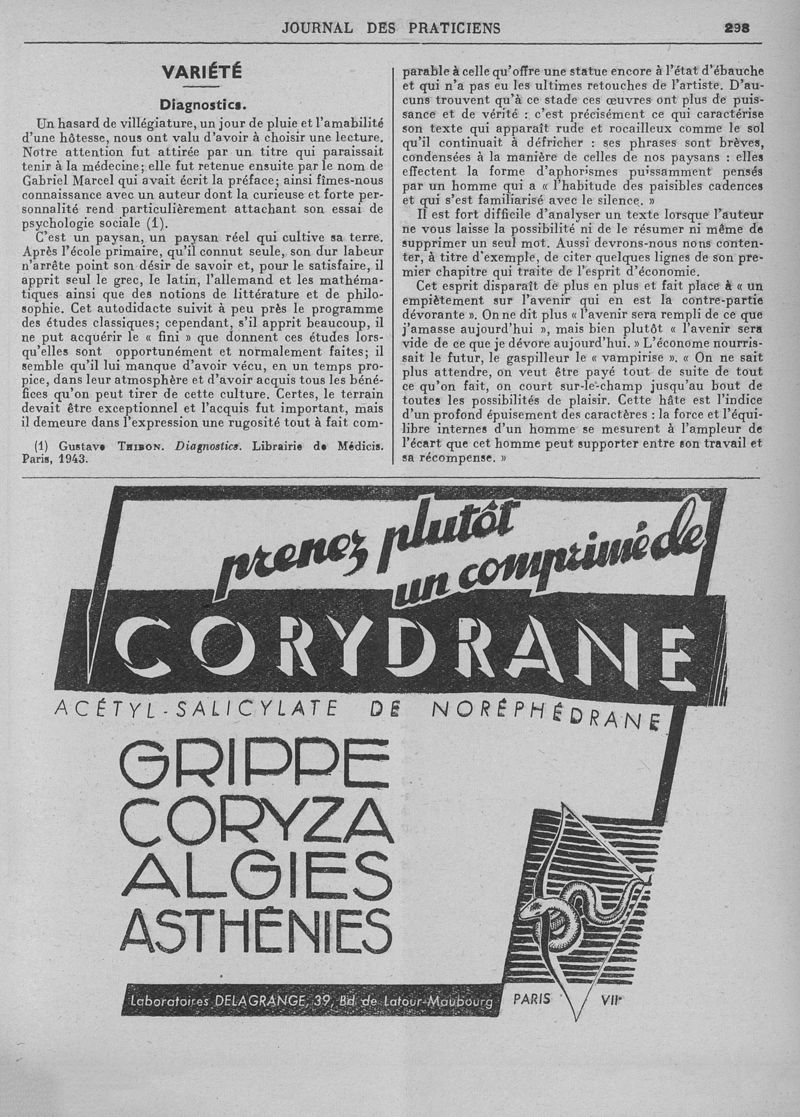 JOURNAL DES PRATICIENS
298
VARIÉTÉ
Diagnostics.
Un hasard de villégiature, un jour de pluie et l'amabilité
d'une hôtesse, nous ont valu d'avoir à choisir une lecture.
Notre attention fut attirée par un titre qui paraissait
tenir à la médecine; elle fut retenue ensuite par le nom de
Gabriel Marcel qui avait écrit la préface; ainsi fîmes-nous
connaissance avec un auteur dont la curieuse et forte per-
sonnalité rend particulièrement attachant son essai de
psychologie sociale (1).
C'est un paysan, un paysan réel qui cultive sa terre.
Après l'école primaire, qu'il connut seule, son dur labeur
n'arrête point son désir de savoir et, pour le satisfaire, il
apprit seul le grec, le latin, l'allemand et les mathéma-
tiques ainsi que des notions de littérature et de philo-
sophie. Cet autodidacte suivit à peu près le programme
des études classiques; cependant, s'il apprit beaucoup, il
ne put acquérir le « fini » que donnent ces études lors-
qu'elles sont opportunément et normalement faites; il
semble qu'il lui manque d'avoir vécu, en un temps pro-
pice, dans leur atmosphère et d'avoir acquis tous les béné-
fices qu'on peut tirer de cette culture. Certes, le terrain
devait être exceptionnel et l'acquis fut important, mais
il demeure dans l'expression une rugosité tout à fait com-
(1) Gustave THIBON. Diagnostics. Librairie de Médicis.
Paris, 1943.
parable à celle qu'offre une statue encore à l'état d'ébauche
et qui n'a pas eu les ultimes retouches de l'artiste. D'au-
cuns trouvent qu'à ce stade ces œuvres ont plus de puis-
sance et de vérité : c'est précisément ce qui caractérise
son texte qui apparaît rude et rocailleux comme le sol
qu'il continuait à défricher : ses phrases sont brèves,
condensées à la manière de celles de nos paysans : elles
effectent la forme d'aphorismes puissamment pensés
par un homme qui a « l'habitude des paisibles cadences
et qui s'est familiarisé avec le silence. »
Il est fort difficile d'analyser un texte lorsque l'auteur
ne vous laisse la possibilité ni de le résumer ni même de
supprimer un seul mot. Aussi devrons-nous nous conten-
ter, à titre d'exemple, de citer quelques lignes de son pre-
mier chapitre qui traite de l'esprit d'économie.
Cet esprit disparaît de plus en plus et fait place à « un
empiètement sur l'avenir qui en est la contre-partie
dévorante ». On ne dit plus « l'avenir sera rempli de ce que
j'amasse aujourd'hui », mais bien plutôt « l'avenir sera
vide de ce que je dévore aujourd'hui. » L'économe nourris-
sait le futur, le gaspilleur le « vampirise ». « On ne sait
plus attendre, on veut être payé tout de suite de tout
ce qu'on fait, on court sur-le-champ jusqu'au bout de
toutes les possibilités de plaisir. Cette hâte est l'indice
d'un profond épuisement des caractères : la force et l'équi-
libre internes d'un homme se mesurent à l'ampleur de
l'écart que cet homme peut supporter entre son travail et
sa récompense. »
prenez plutôt
un comprimé de
CORYDRANE
ACÉTYL-SALICYLATE DE NORÉPHÉDRANE
GRIPPE
CORYZA
ALGIES
ASTHÉNIES
Laboratoires DELAGRANGE, 39, Bd de Latour-Maubourg PARIS VIIe